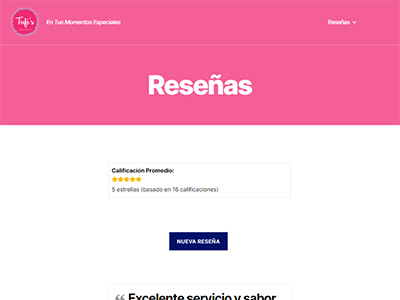 Tufi's
En Tus Momentos Especiales
Reseñas
Reseñas
Calificación Promedio:
5 estrellas (basado en 16 calificaciones)
NUEVA RESEÑA
Excelente servicio y sabor